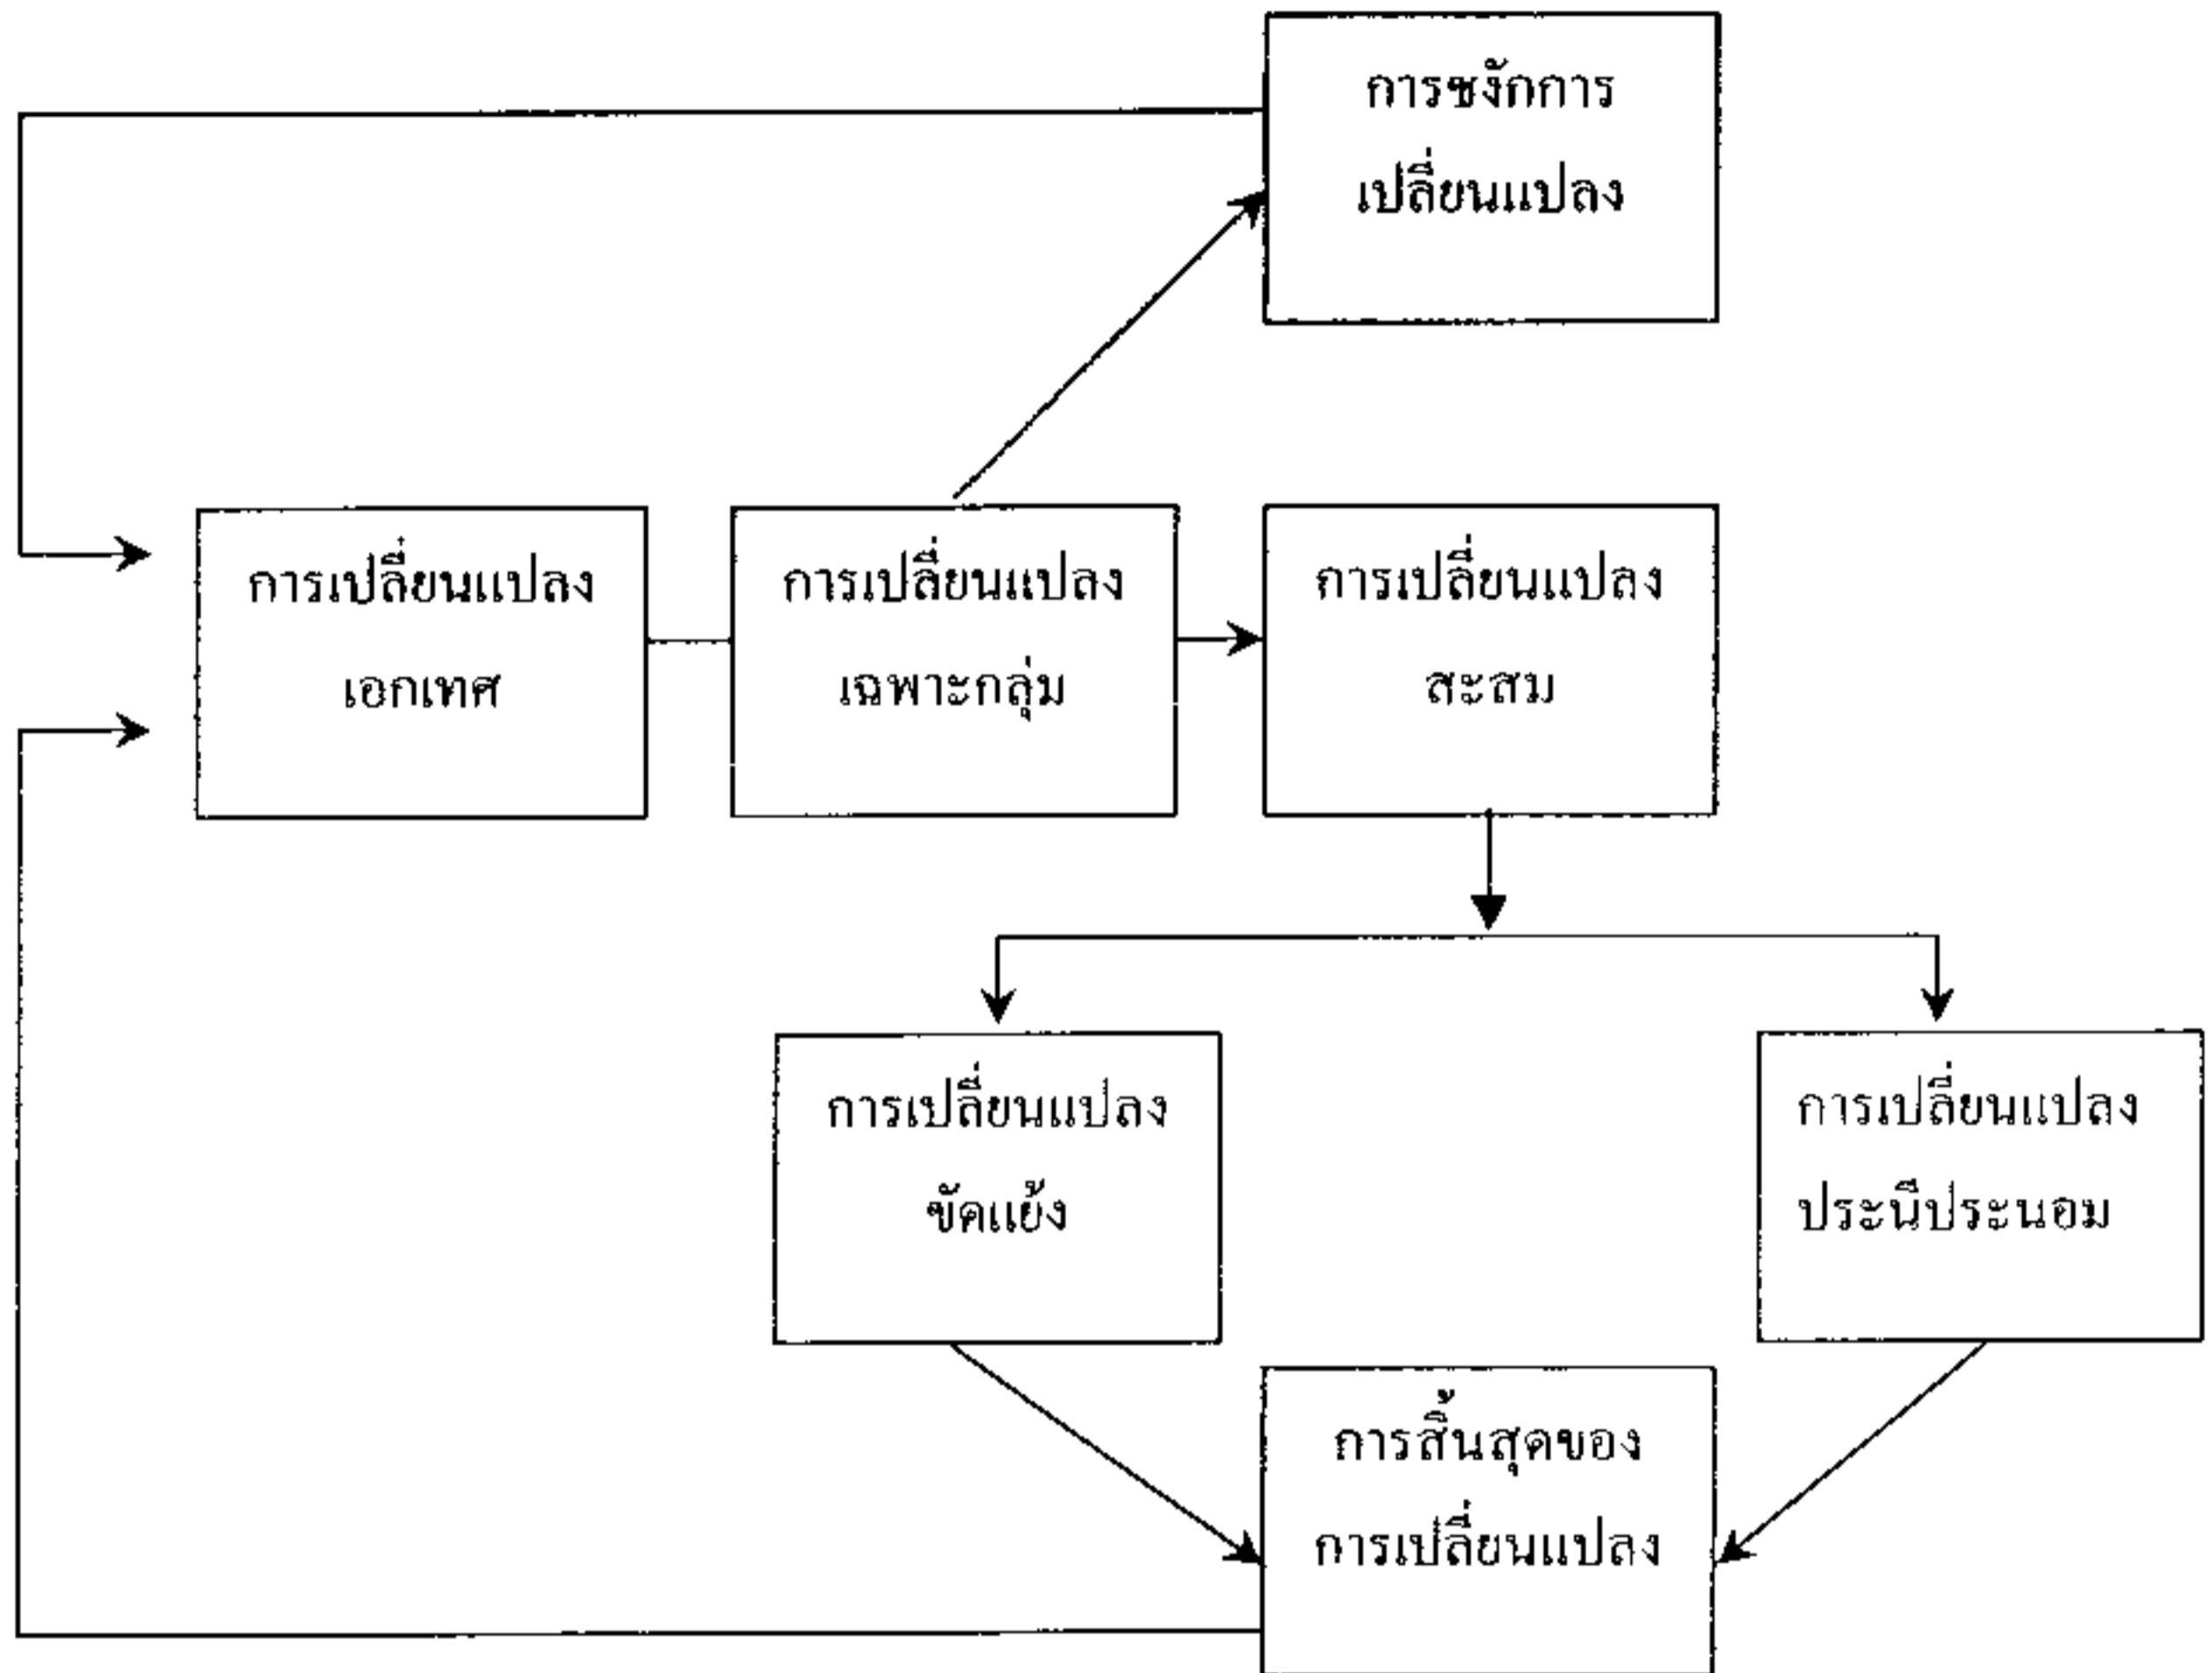 การชงักการ
เปลี่ยนแปลง
การเปลี่ยนแปลง
เอกเทศ
การเปลี่ยนแปลง
เฉพาะกลุ่ม
การเปลี่ยนแปลง
สะสม
การเปลี่ยนแปลง
ขัดแย้ง
การเปลี่ยนแปลง
ประนีประนอม
การสิ้นสุดของ
การเปลี่ยนแปลง